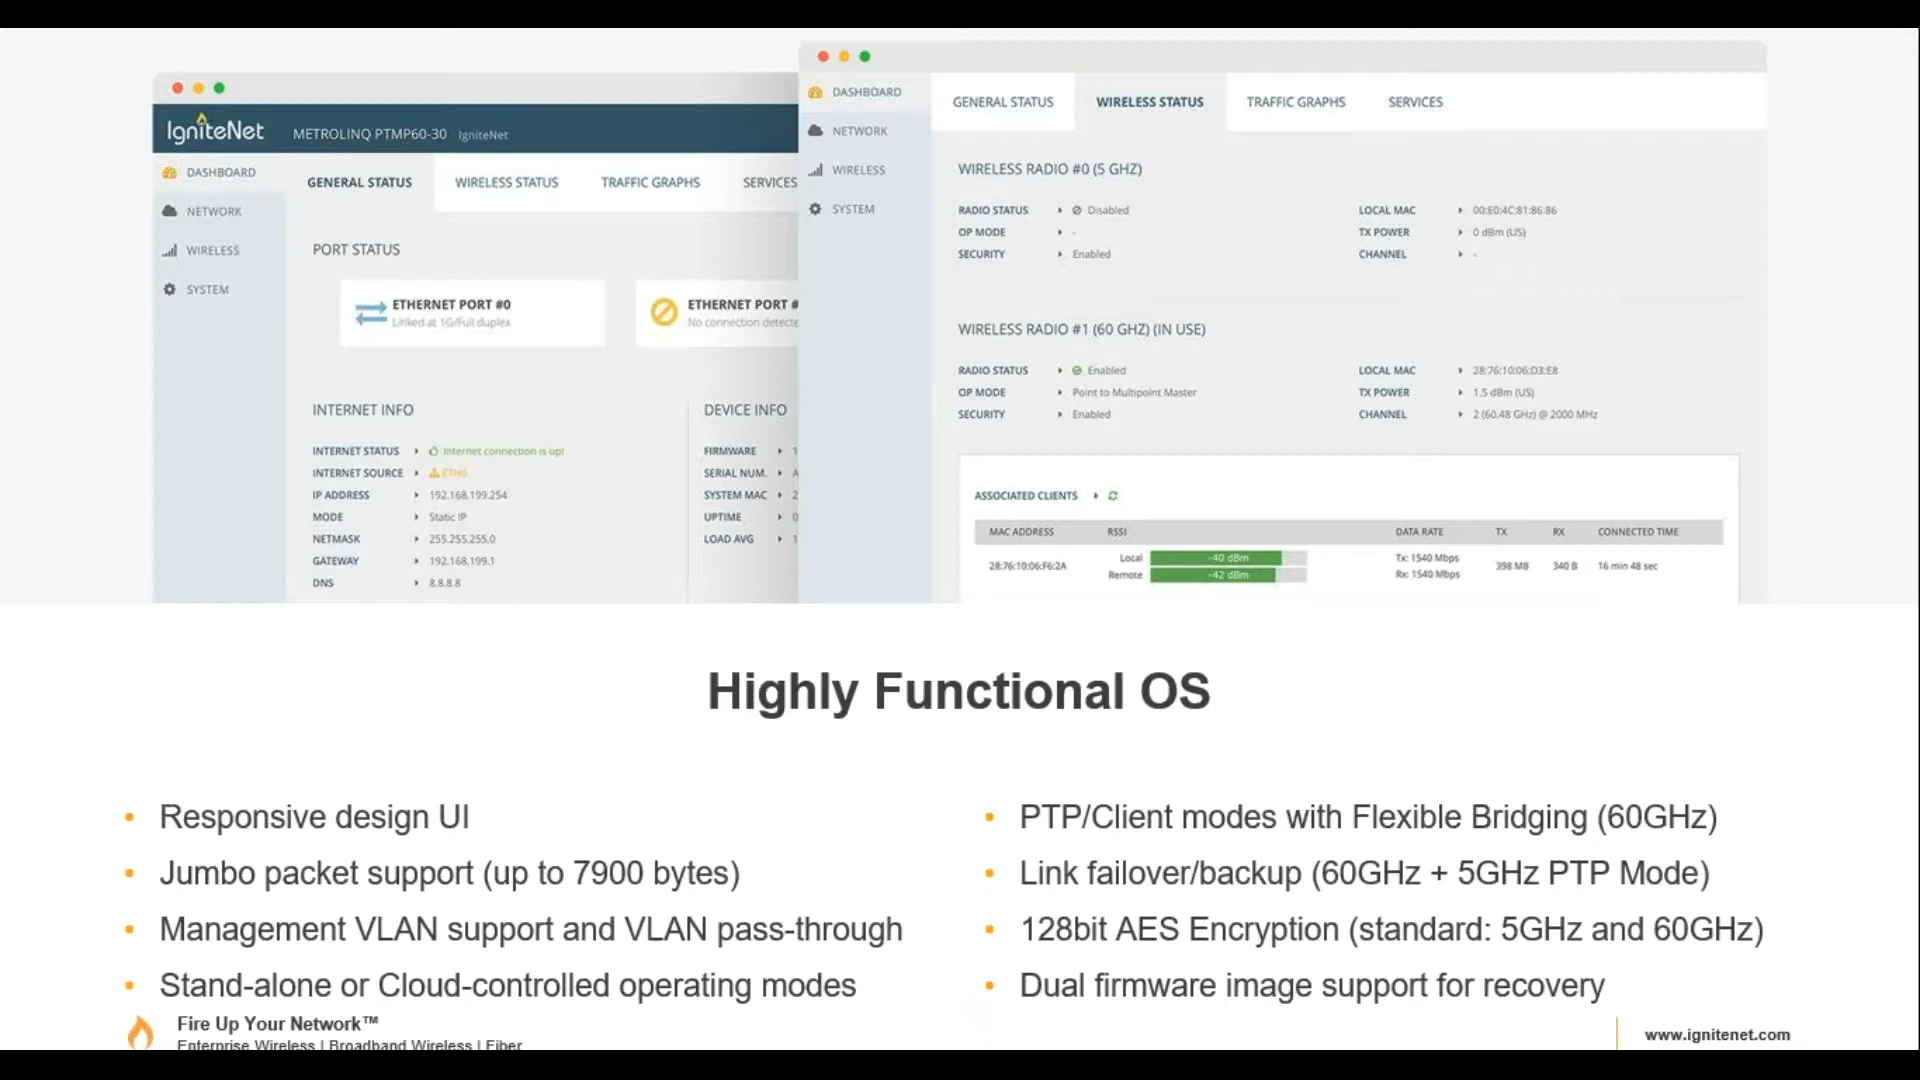 IgniteNet METROLINQ PTMP60-30 IgniteNet
DASHBOARD
NETWORK
WIRELESS
SYSTEM
GENERAL STATUS WIRELESS STATUS TRAFFIC GRAPHS SERVICES
PORT STATUS
ETHERNET PORT #0
Linked at 1G/Full duplex
ETHERNET PORT #
No connection detecte
INTERNET INFO
INTERNET STATUS Internet connection is up!
INTERNET SOURCE ETH0
IP ADDRESS 192.168.199.254
MODE Static IP
NETMASK 255.255.255.0
GATEWAY 192.168.199.1
DNS 8.8.8.8
DEVICE INFO
FIRMWARE 1
SERIAL NUM. A
SYSTEM MAC 2
UPTIME 0
LOAD AVG 1
DASHBOARD
NETWORK
WIRELESS
SYSTEM
GENERAL STATUS WIRELESS STATUS TRAFFIC GRAPHS SERVICES
WIRELESS RADIO #0 (5 GHZ)
RADIO STATUS Disabled LOCAL MAC 00:E0:4C:81:86:86
OP MODE - TX POWER 0 dBm (US)
SECURITY Enabled CHANNEL -
WIRELESS RADIO #1 (60 GHZ) (IN USE)
RADIO STATUS Enabled LOCAL MAC 28:76:10:06:D3:E8
OP MODE Point to Multipoint Master TX POWER 1.5 dBm (US)
SECURITY Enabled CHANNEL 2 (60.48 GHz) @ 2000 MHz
ASSOCIATED CLIENTS
MAC ADDRESS RSSI DATA RATE TX RX CONNECTED TIME
28:76:10:06:F6:2A Local -40 dBm Tx: 1540 Mbps 398 MB 340 B 16 min 48 sec
Remote -42 dBm Rx: 1540 Mbps
Highly Functional OS
• Responsive design UI
• Jumbo packet support (up to 7900 bytes)
• Management VLAN support and VLAN pass-through
• Stand-alone or Cloud-controlled operating modes
• PTP/Client modes with Flexible Bridging (60GHz)
• Link failover/backup (60GHz + 5GHz PTP Mode)
• 128bit AES Encryption (standard: 5GHz and 60GHz)
• Dual firmware image support for recovery
Fire Up Your Network™
Enterprise Wireless | Broadband Wireless | Fiber
www.ignitenet.com